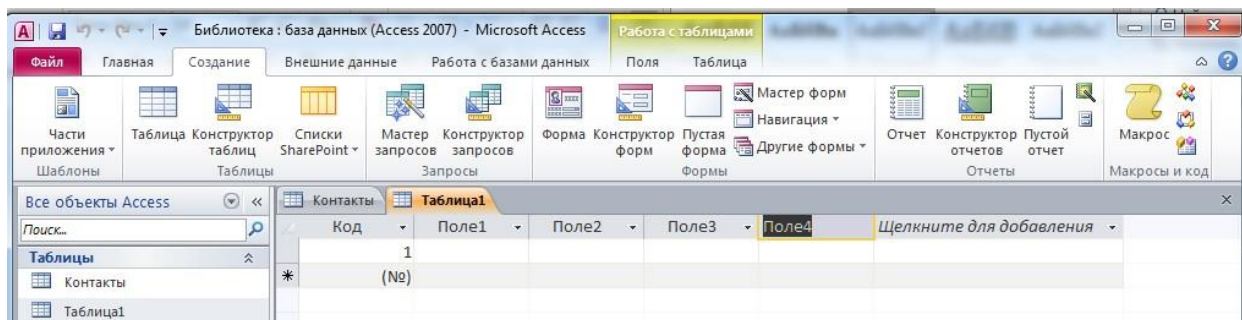 Библиотека : база данных (Access 2007) - Microsoft Access
Работа с таблицами
Файл Главная Создание Внешние данные Работа с базами данных Поля Таблица
Части приложения
Таблица
Конструктор таблиц
Списки SharePoint
Мастер запросов
Конструктор запросов
Форма
Конструктор форм
Пустая форма
Мастер форм
Навигация
Другие формы
Отчет
Конструктор отчетов
Пустой отчет
Макрос
Шаблоны Таблицы Запросы Формы Отчеты Макросы и код
Все объекты Access
Поиск...
Таблицы
Контакты
Таблица1
Контакты Таблица1
Код Поле1 Поле2 Поле3 Поле4 Щелкните для добавления
1
(№)